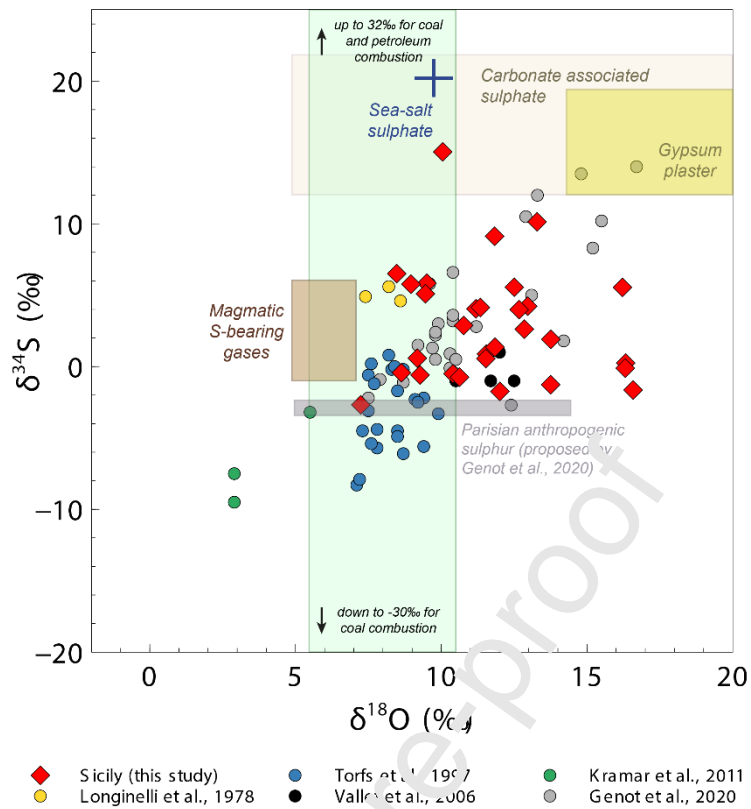 up to 32‰ for coal
and petroleum
combustion
Carbonate associated
sulphate
Sea-salt
sulphate
Gypsum
plaster
Magmatic
S-bearing
gases
Parisian anthropogenic
sulphur (proposed by
Genot et al., 2020)
down to -30‰ for
coal combustion
20
10
0
−10
−20
δ34S (‰)
0 5 10 15 20
δ18O (‰)
Sicily (this study) Torfs et al., 1997 Kramar et al., 2011
Longinelli et al., 1978 Valley et al., 2006 Genot et al., 2020
re-proof